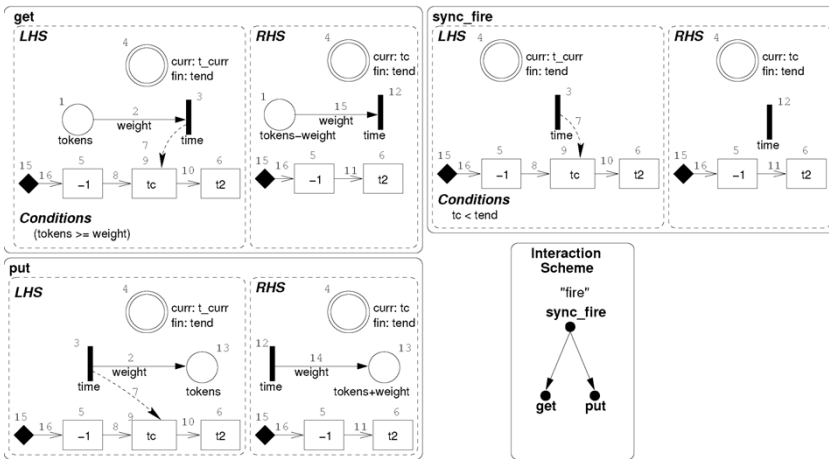 get
LHS
4
curr: t_curr
fin: tend
1
2
3
weight
tokens
time
7
15
16
5
-1
8
9
tc
10
6
t2
Conditions
(tokens >= weight)
RHS
4
curr: tc
fin: tend
1
15
12
weight
tokens-weight
time
15
16
5
-1
11
6
t2
sync_fire
LHS
4
curr: t_curr
fin: tend
3
7
time
15
16
5
-1
8
9
tc
10
6
t2
Conditions
tc < tend
RHS
4
curr: tc
fin: tend
12
time
15
16
5
-1
11
6
t2
put
LHS
4
curr: t_curr
fin: tend
3
2
13
weight
time
tokens
7
15
16
5
-1
8
9
tc
10
6
t2
RHS
4
curr: tc
fin: tend
12
14
13
weight
time
tokens+weight
15
16
5
-1
11
6
t2
Interaction
Scheme
"fire"
sync_fire
get
put